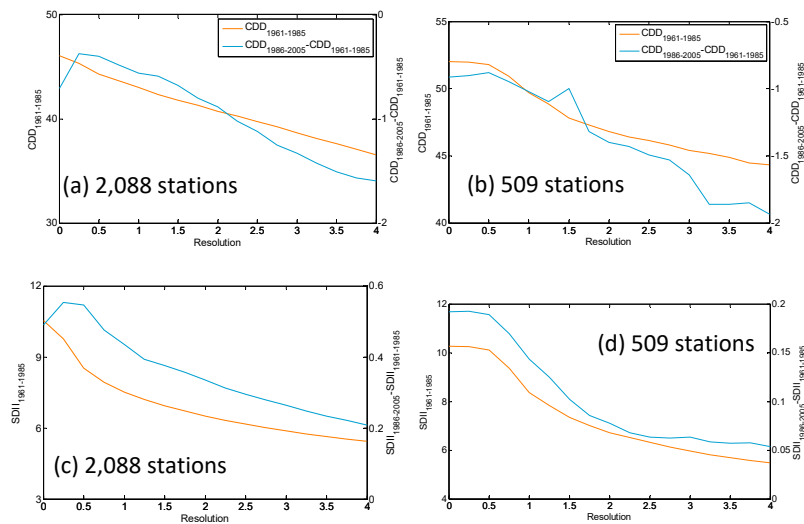 50
40
30
CDD1961-1985
CDD1961-1985
CDD1986-2005-CDD1961-1985
0
-1
-2
CDD1986-2005-CDD1961-1985
(a) 2,088 stations
0 0.5 1 1.5 2 2.5 3 3.5 4
Resolution
55
50
45
40
CDD1961-1985
CDD1961-1985
CDD1986-2005-CDD1961-1985
-0.5
-1
-1.5
-2
CDD1986-2005-CDD1961-1985
(b) 509 stations
0 0.5 1 1.5 2 2.5 3 3.5 4
Resolution
12
9
6
3
SDII1961-1985
0.6
0.4
0.2
0
SDII1986-2005-SDII1961-1985
(c) 2,088 stations
0 0.5 1 1.5 2 2.5 3 3.5 4
Resolution
12
10
8
6
4
SDII1961-1985
0.2
0.15
0.1
0.05
0
SDII1986-2005-SDII1961-1985
(d) 509 stations
0 0.5 1 1.5 2 2.5 3 3.5 4
Resolution